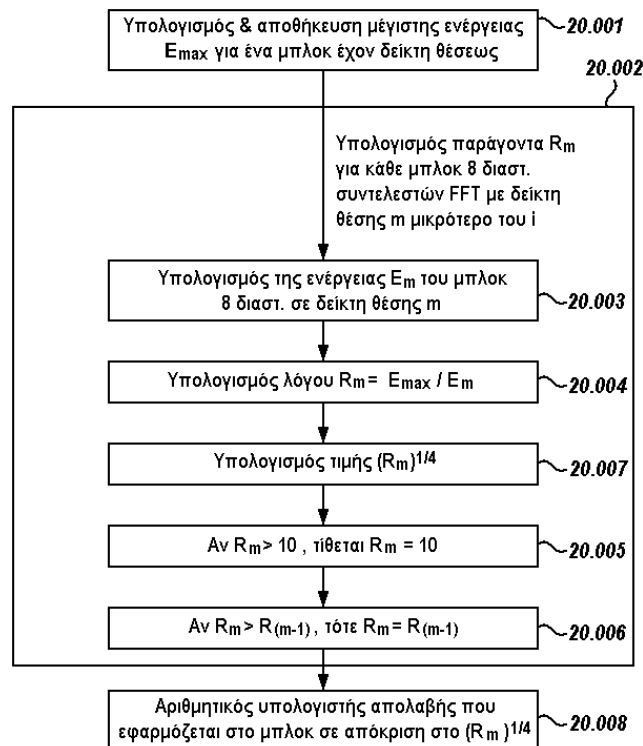 Υπολογισμός & αποθήκευση μέγιστης ενέργειας
Emax για ένα μπλοκ έχον δείκτη θέσεως
20.001
20.002
Υπολογισμός παράγοντα Rm
για κάθε μπλοκ 8 διαστ.
συντελεστών FFT με δείκτη
θέσης m μικρότερο του i
Υπολογισμός της ενέργειας Em του μπλοκ
8 διαστ. σε δείκτη θέσης m
20.003
Υπολογισμός λόγου Rm = Emax / Em
20.004
Υπολογισμός τιμής (Rm)1/4
20.007
Αν Rm > 10 , τίθεται Rm = 10
20.005
Αν Rm > R(m-1) , τότε Rm = R(m-1)
20.006
Αριθμητικός υπολογιστής απολαβής που
εφαρμόζεται στο μπλοκ σε απόκριση στο (Rm )1/4
20.008